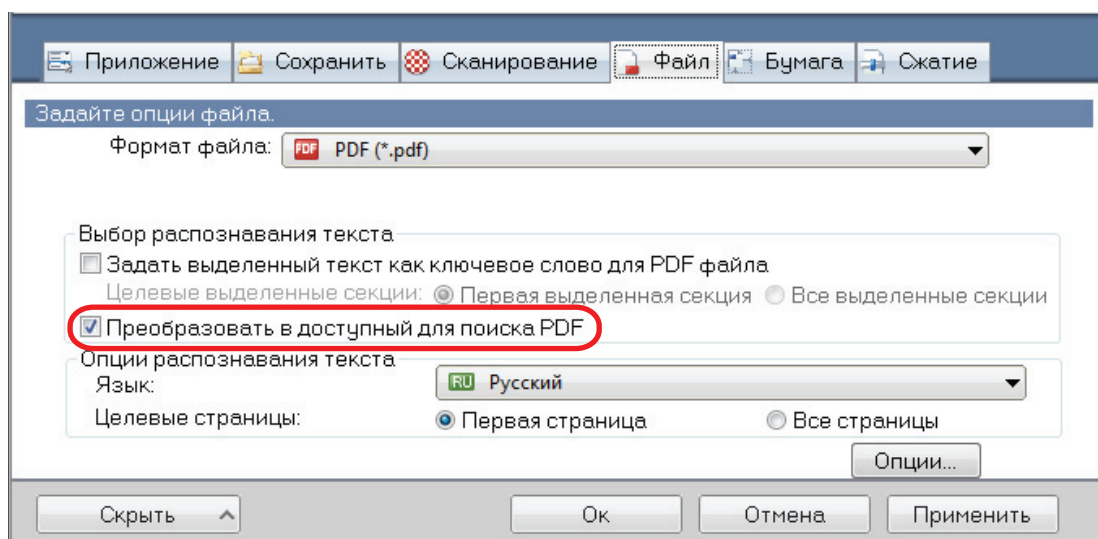 Приложение Сохранить Сканирование Файл Бумага Сжатие
Задайте опции файла.
Формат файла: PDF PDF (*.pdf)
Выбор распознавания текста
Задать выделенный текст как ключевое слово для PDF файла
Целевые выделенные секции: Первая выделенная секция Все выделенные секции
Преобразовать в доступный для поиска PDF
Опции распознавания текста
Язык: RU Русский
Целевые страницы: Первая страница Все страницы
Опции...
Скрыть Ок Отмена Применить